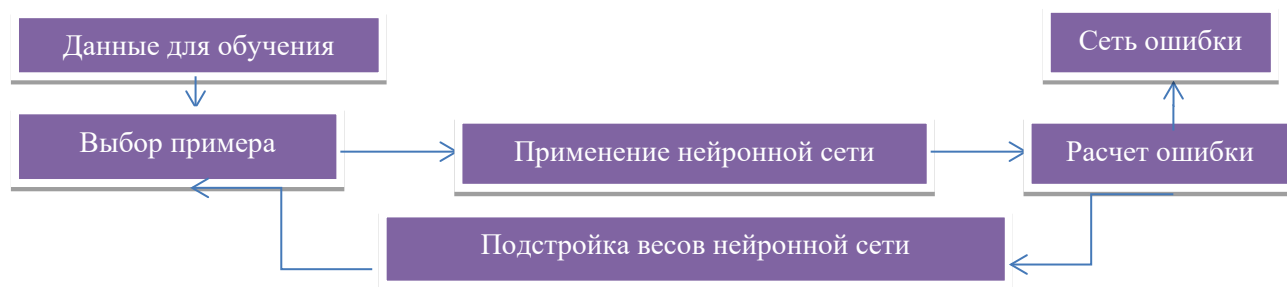 Данные для обучения
Сеть ошибки
Выбор примера
Применение нейронной сети
Расчет ошибки
Подстройка весов нейронной сети